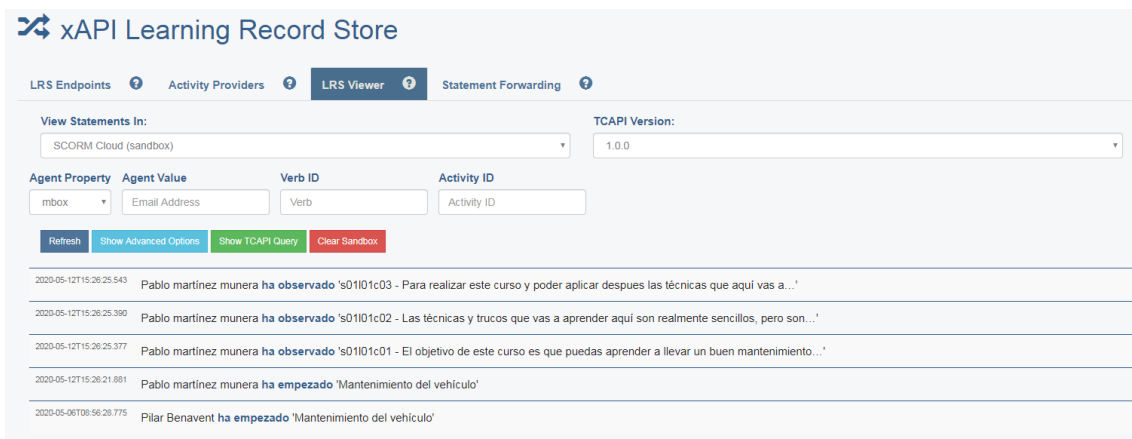 xAPI Learning Record Store
LRS Endpoints ? Activity Providers ? LRS Viewer ? Statement Forwarding ?
View Statements In: TCAPI Version:
SCORM Cloud (sandbox) 1.0.0
Agent Property Agent Value Verb ID Activity ID
mbox Email Address Verb Activity ID
Refresh Show Advanced Options Show TCAPI Query Clear Sandbox
2020-05-12T15:26:25.543 Pablo martínez munera ha observado 's01l01c03 - Para realizar este curso y poder aplicar despues las técnicas que aquí vas a...'
2020-05-12T15:26:25.390 Pablo martínez munera ha observado 's01l01c02 - Las técnicas y trucos que vas a aprender aquí son realmente sencillos, pero son...'
2020-05-12T15:26:25.377 Pablo martínez munera ha observado 's01l01c01 - El objetivo de este curso es que puedas aprender a llevar un buen mantenimiento...'
2020-05-12T15:26:21.881 Pablo martínez munera ha empezado 'Mantenimiento del vehículo'
2020-05-06T08:56:28.775 Pilar Benavent ha empezado 'Mantenimiento del vehículo'